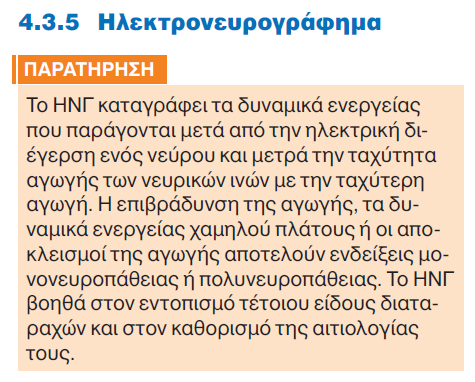 4.3.5 Ηλεκτρονευρογράφημα
ΠΑΡΑΤΗΡΗΣΗ
Το ΗΝΓ καταγράφει τα δυναμικά ενεργείας
που παράγονται μετά από την ηλεκτρική δι-
έγερση ενός νεύρου και μετρά την ταχύτητα
αγωγής των νευρικών ινών με την ταχύτερη
αγωγή. Η επιβράδυνση της αγωγής, τα δυ-
ναμικά ενεργείας χαμηλού πλάτους ή οι απο-
κλεισμοί της αγωγής αποτελούν ενδείξεις μο-
νονευροπάθειας ή πολυνευροπάθειας. Το ΗΝΓ
βοηθά στον εντοπισμό τέτοιου είδους διατα-
ραχών και στον καθορισμό της αιτιολογίας
τους.